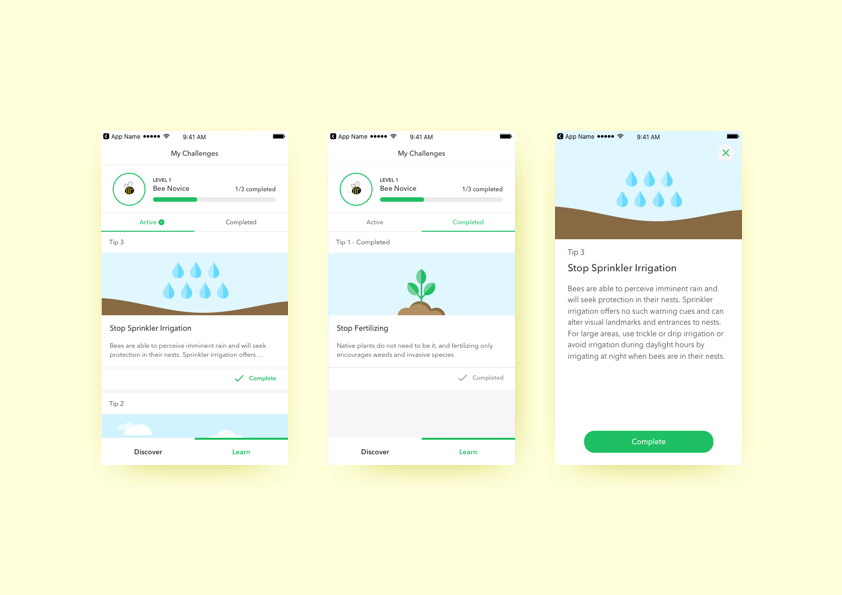 App Name 9:41 AM
My Challenges
LEVEL 1
Bee Novice 1/3 completed
Active Completed
Tip 3
Stop Sprinkler Irrigation
Bees are able to perceive imminent rain and will seek
protection in their nests. Sprinkler irrigation offers ...
Complete
Tip 2
Discover Learn
App Name 9:41 AM
My Challenges
LEVEL 1
Bee Novice 1/3 completed
Active Completed
Tip 1 - Completed
Stop Fertilizing
Native plants do not need to be it, and fertilizing only
encourages weeds and invasive species
Completed
Discover Learn
App Name 9:41 AM
Tip 3
Stop Sprinkler Irrigation
Bees are able to perceive imminent rain and
will seek protection in their nests. Sprinkler
irrigation offers no such warning cues and can
alter visual landmarks and entrances to nests.
For large areas, use trickle or drip irrigation or
avoid irrigation during daylight hours by
irrigating at night when bees are in their nests.
Complete